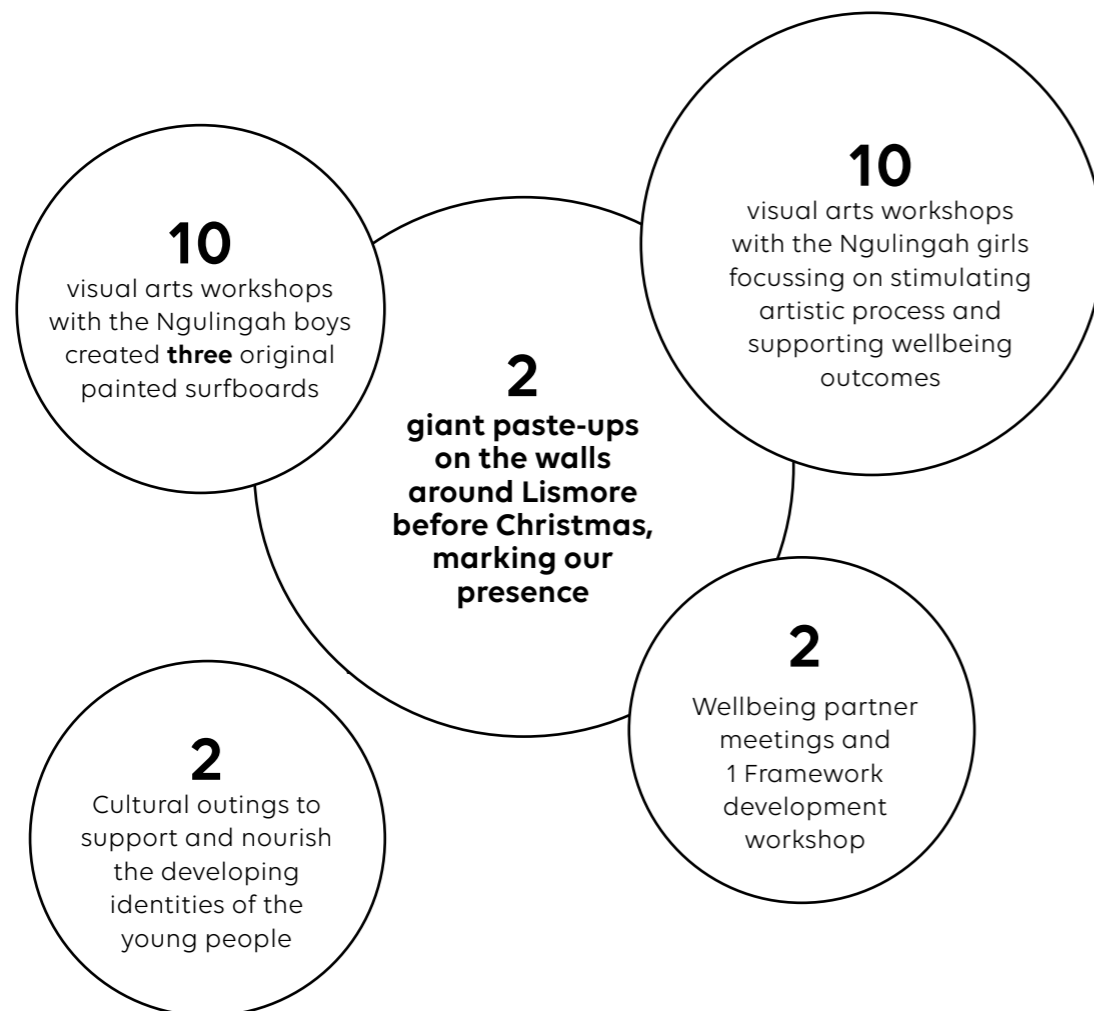 10
visual arts workshops
with the Ngulingah boys
created three original
painted surfboards
10
visual arts workshops
with the Ngulingah girls
focussing on stimulating
artistic process and
supporting wellbeing
outcomes
2
giant paste-ups
on the walls
around Lismore
before Christmas,
marking our
presence
2
Wellbeing partner
meetings and
1 Framework
development
workshop
2
Cultural outings to
support and nourish
the developing
identities of the
young people